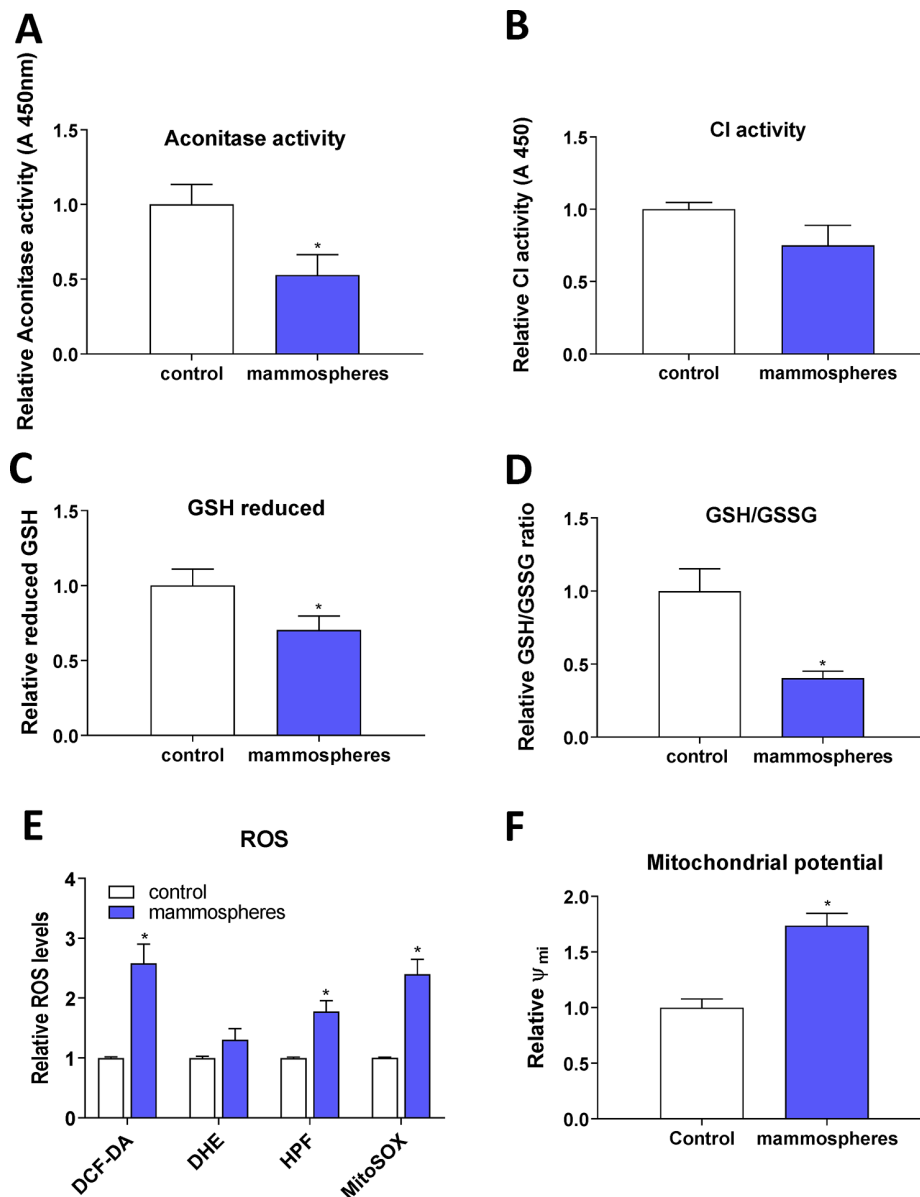 A
Aconitase activity
Relative Aconitase activity (A 450nm)
1.5
1.0
0.5
0.0
*
control
mammospheres
B
CI activity
Relative CI activity (A 450)
1.5
1.0
0.5
0.0
control
mammospheres
C
GSH reduced
Relative reduced GSH
1.5
1.0
0.5
0.0
*
control
mammospheres
D
GSH/GSSG
Relative GSH/GSSG ratio
1.5
1.0
0.5
0.0
*
control
mammospheres
E
ROS
Relative ROS levels
4
3
2
1
0
control
mammospheres
*
*
*
DCF-DA
DHE
HPF
MitoSOX
F
Mitochondrial potential
Relative Ψ mi
2.0
1.5
1.0
0.5
0.0
*
Control
mammospheres